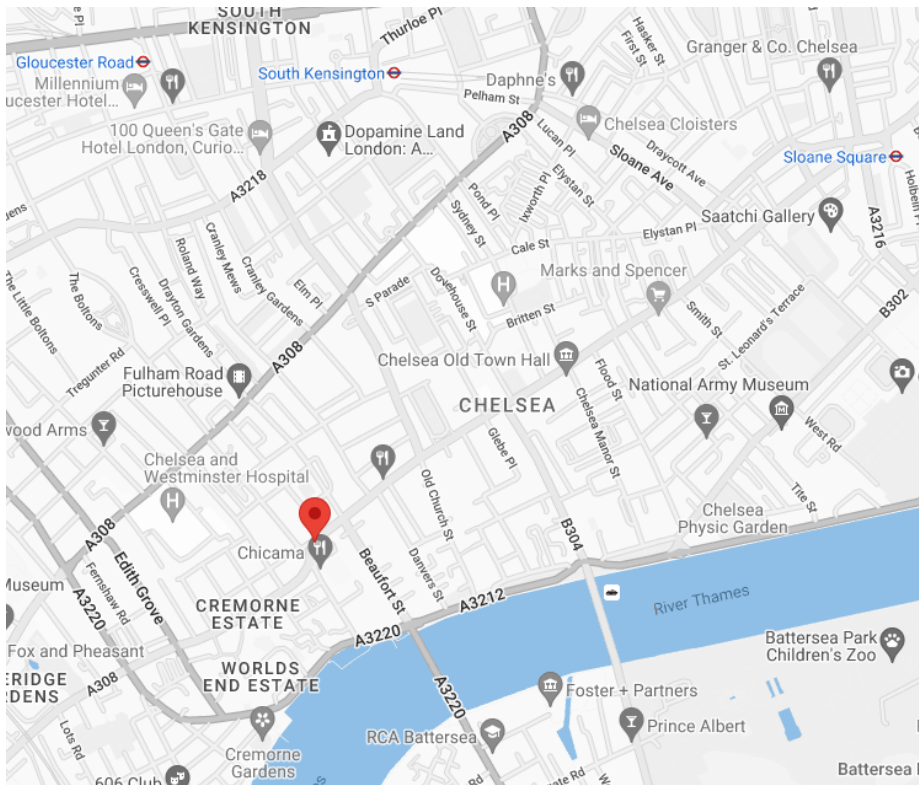 SOUTH
KENSINGTON
Thurloe Pl
Hasker St
First St
Granger & Co. Chelsea
Gloucester Road
South Kensington
Daphne's
Millennium
ucester Hotel...
Pelham St
A308
100 Queen's Gate
Hotel London, Curio...
Dopamine Land
London: A...
Chelsea Cloisters
Lucan Pl
Sloane Ave
Draycott Ave
Sloane Square
A3218
Pond Pl
Ixworth Pl
Elystan St
Sydney St
Elystan Pl
Saatchi Gallery
A3216
Cale St
Cranley Mews
Cranley Gardens
Roland Way
Drayton Gardens
Cresswell Pl
The Boltons
The Little Boltons
Elm Pl
S Parade
Dovehouse St
Marks and Spencer
Britten St
Smith St
St. Leonard's Terrace
B302
A308
Tregunter Rd
Fulham Road
Picturehouse
Chelsea Old Town Hall
Flood St
National Army Museum
CHELSEA
Chelsea Manor St
wood Arms
Glebe Pl
West Rd
Chelsea and
Westminster Hospital
Old Church St
Tite St
Chelsea
Physic Garden
A308
Chicama
B304
Edith Grove
Beaufort St
Danvers St
Museum
Fernshaw Rd
A3220
CREMORNE
ESTATE
A3212
River Thames
A3220
Fox and Pheasant
Battersea Park
Children's Zoo
ERIDGE
RDENS
A308
WORLDS
END ESTATE
A3220
Foster + Partners
Prince Albert
RCA Battersea
Lots Rd
Cremorne
Gardens
606 Club
Battersea